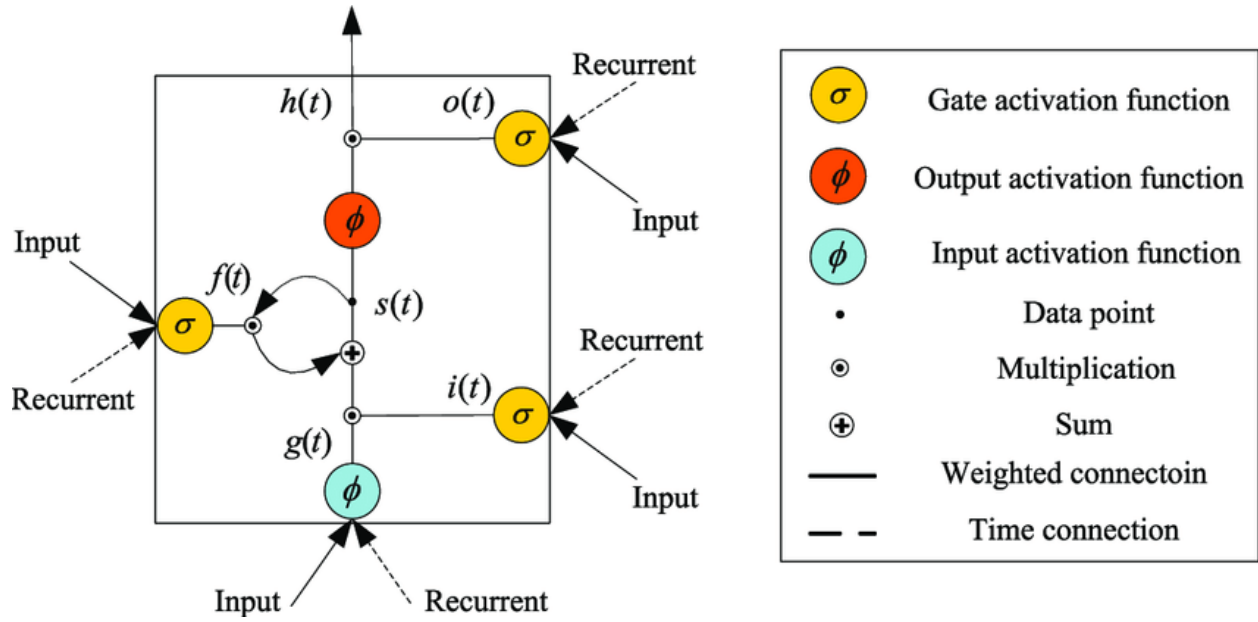 Recurrent
h(t)
o(t)
σ
Input
ϕ
Input
f(t)
s(t)
σ
Recurrent
Recurrent
i(t)
σ
g(t)
Input
ϕ
Input
Recurrent
σ Gate activation function
ϕ Output activation function
ϕ Input activation function
Data point
Multiplication
Sum
Weighted connectoin
Time connection